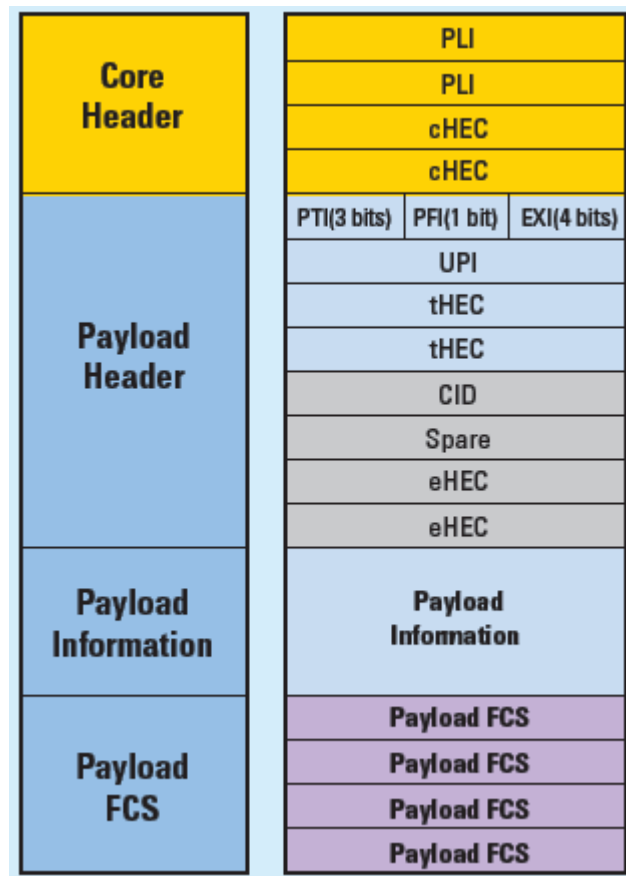 Core
Header
Payload
Header
Payload
Information
Payload
FCS
PLI
PLI
cHEC
cHEC
PTI(3 bits) PFI(1 bit) EXI(4 bits)
UPI
tHEC
tHEC
CID
Spare
eHEC
eHEC
Payload
Information
Payload FCS
Payload FCS
Payload FCS
Payload FCS